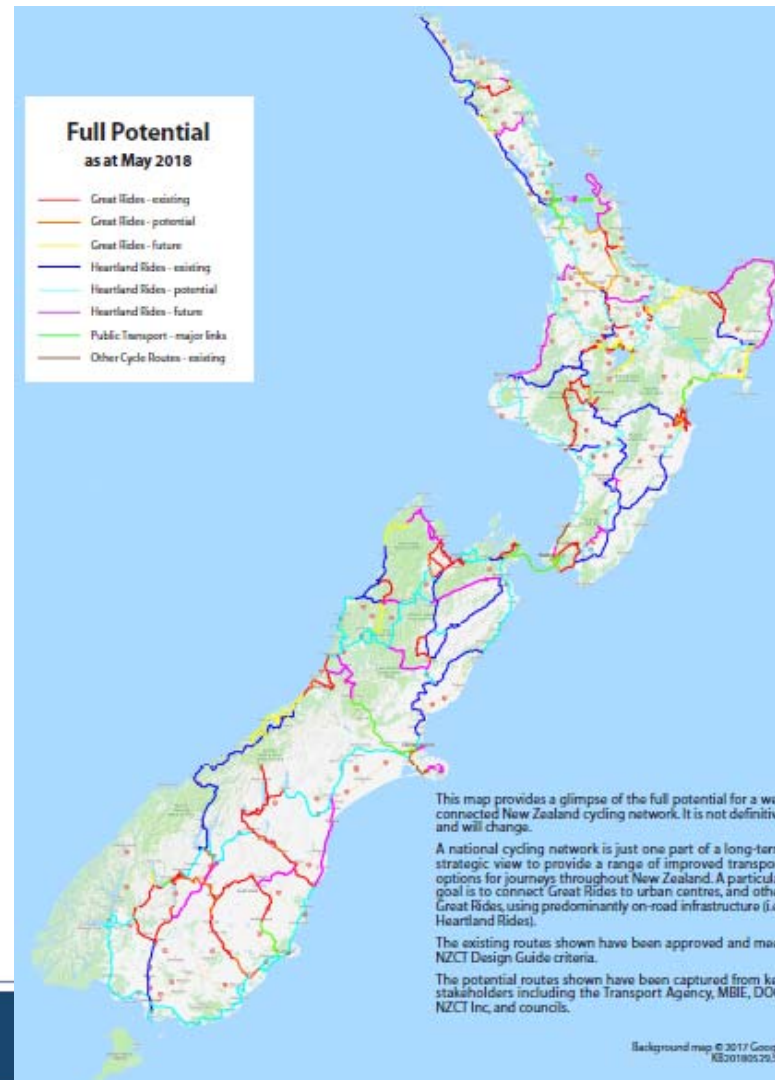 Full Potential
as at May 2018
Great Rides - existing
Great Rides - potential
Great Rides - future
Heartland Rides - existing
Heartland Rides - potential
Heartland Rides - future
Public Transport - major links
Other Cycle Routes - existing
This map provides a glimpse of the full potential for a we
connected New Zealand cycling network. It is not definitiv
and will change.
A national cycling network is just one part of a long-ter
strategic view to provide a range of improved transpo
options for journeys throughout New Zealand. A particula
goal is to connect Great Rides to urban centres, and othe
Great Rides, using predominantly on-road infrastructure (i.e
Heartland Rides).
The existing routes shown have been approved and mee
NZCT Design Guide criteria.
The potential routes shown have been captured from ke
stakeholders including the Transport Agency, MBIE, DOC
NZCT Inc, and councils.
Background map © 2017 Goog